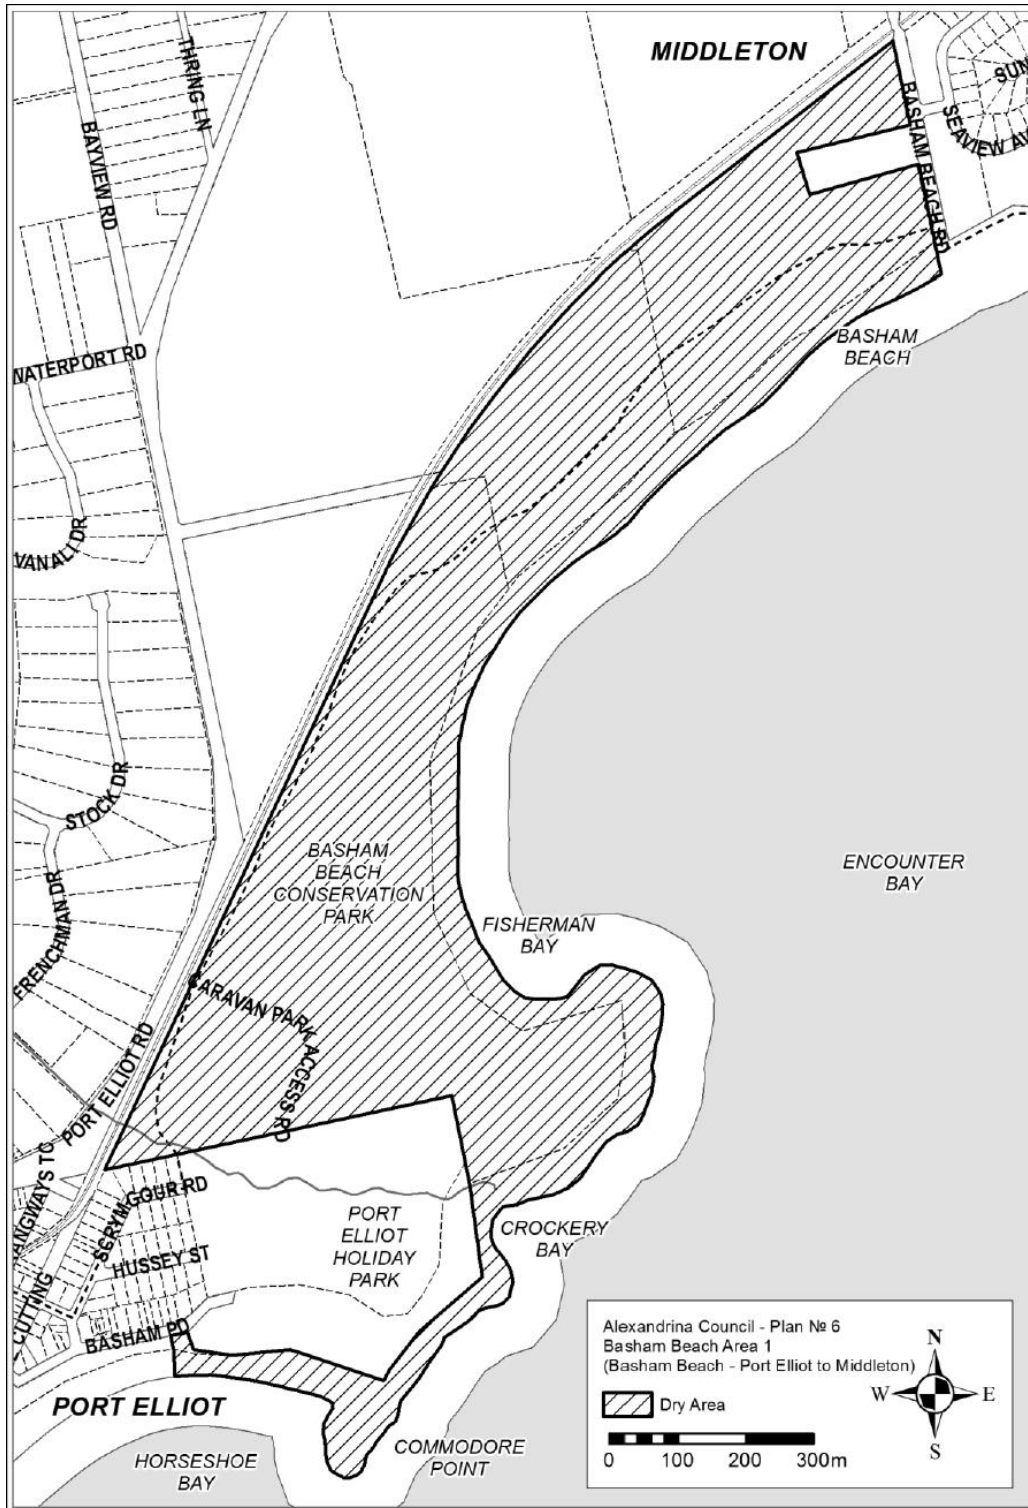 MIDDLETON
THRING LN
BAYVIEW RD
BASHAM BEACH RD
SEAVIEW AV
SUN
BASHAM
BEACH
WATERPORT RD
VAN ALI DR
STOCK DR
FRENCHMAN DR
BASHAM
BEACH
CONSERVATION
PARK
ENCOUNTER
BAY
FISHERMAN
BAY
CARAVAN PARK ACCESS RD
PORT ELLIOT RD
LANGWAYS TC
CUTTING
SCRYMGOUR RD
HUSSEY ST
BASHAM PD
PORT
ELLIOT
HOLIDAY
PARK
CROCKERY
BAY
PORT ELLIOT
HORSESHOE
BAY
COMMODORE
POINT
Alexandrina Council - Plan № 6
Basham Beach Area 1
(Basham Beach - Port Elliot to Middleton)
Dry Area
0 100 200 300m
N
W E
S